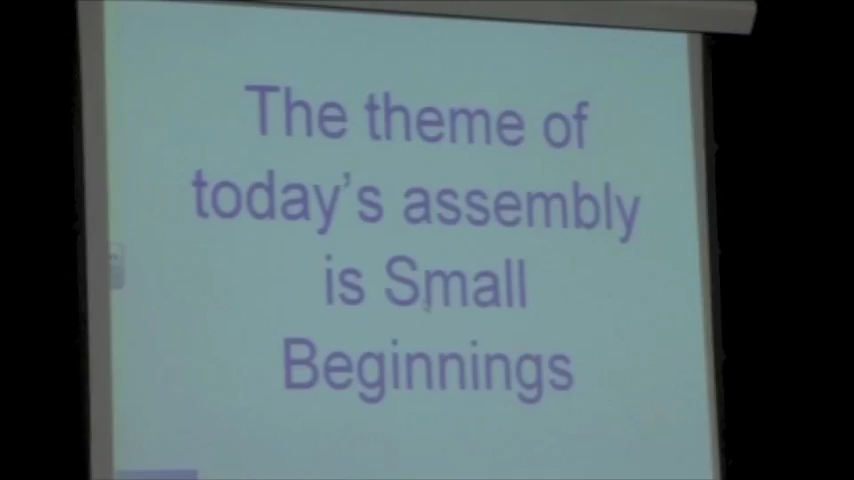 The theme of
today’s assembly
is Small
Beginnings